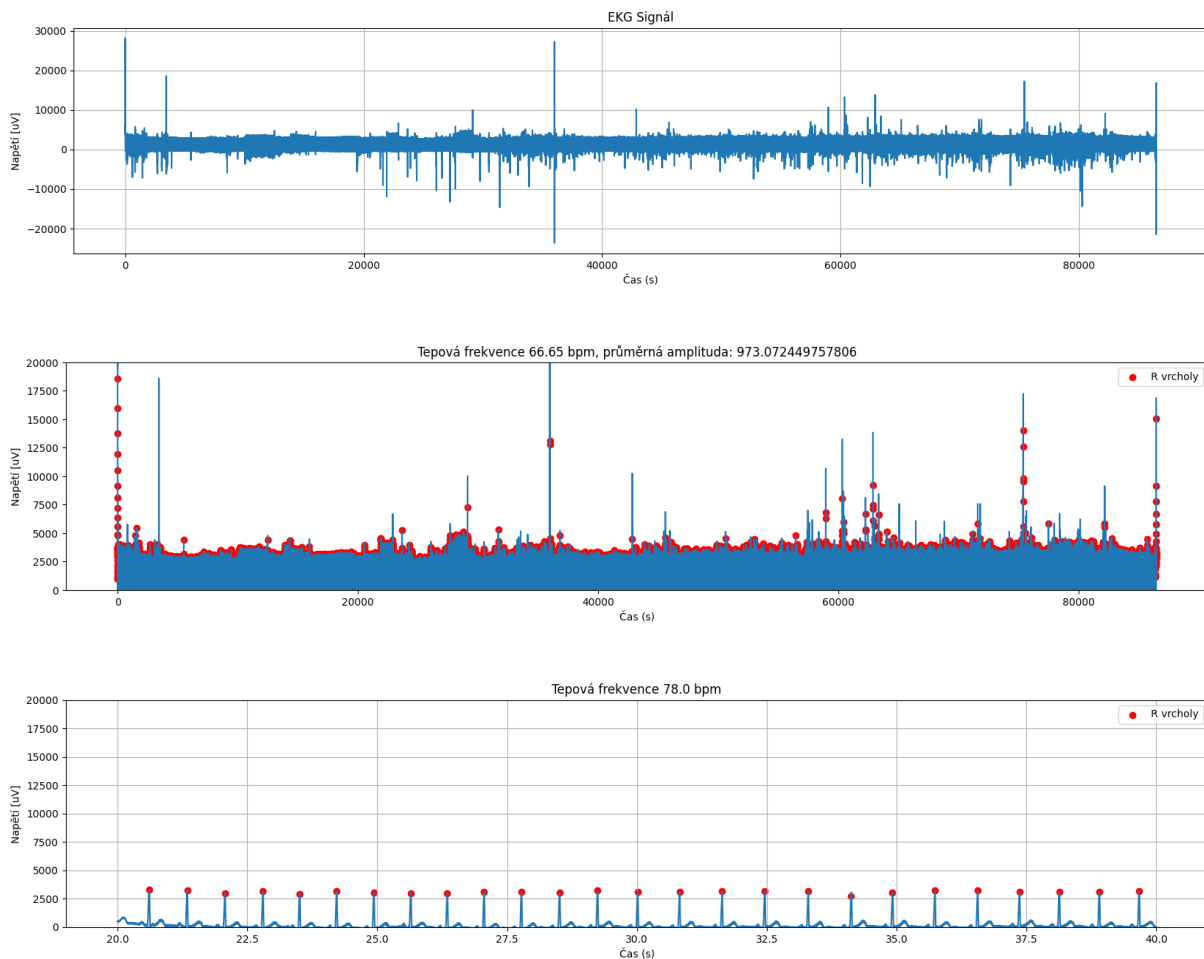 EKG Signál
30000
20000
10000
0
−10000
−20000
Napětí [uV]
0 20000 40000 60000 80000
Čas (s)
Tepová frekvence 66.65 bpm, průměrná amplituda: 973.072449757806
20000
17500
15000
12500
10000
7500
5000
2500
0
Napětí [uV]
R vrcholy
0 20000 40000 60000 80000
Čas (s)
Tepová frekvence 78.0 bpm
20000
17500
15000
12500
10000
7500
5000
2500
0
Napětí [uV]
R vrcholy
20.0 22.5 25.0 27.5 30.0 32.5 35.0 37.5 40.0
Čas (s)